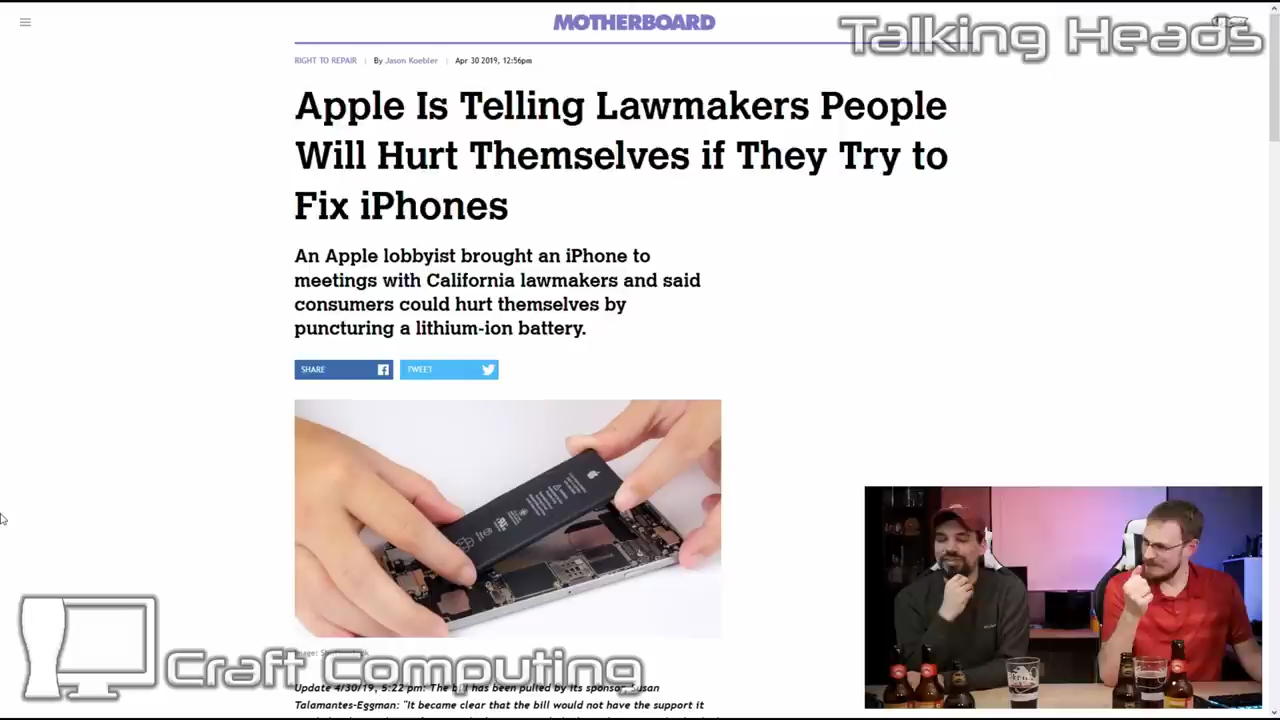 MOTHERBOARD
Talking Heads
RIGHT TO REPAIR | By Jason Koebler | Apr 30 2019, 12:56pm
Apple Is Telling Lawmakers People
Will Hurt Themselves if They Try to
Fix iPhones
An Apple lobbyist brought an iPhone to
meetings with California lawmakers and said
consumers could hurt themselves by
puncturing a lithium-ion battery.
SHARE
TWEET
Craft Computing
Update 4/30/19, 5:22 pm: The bill has been pulled by its sponsor, Susan
Talamantes-Eggman: "It became clear that the bill would not have the support it